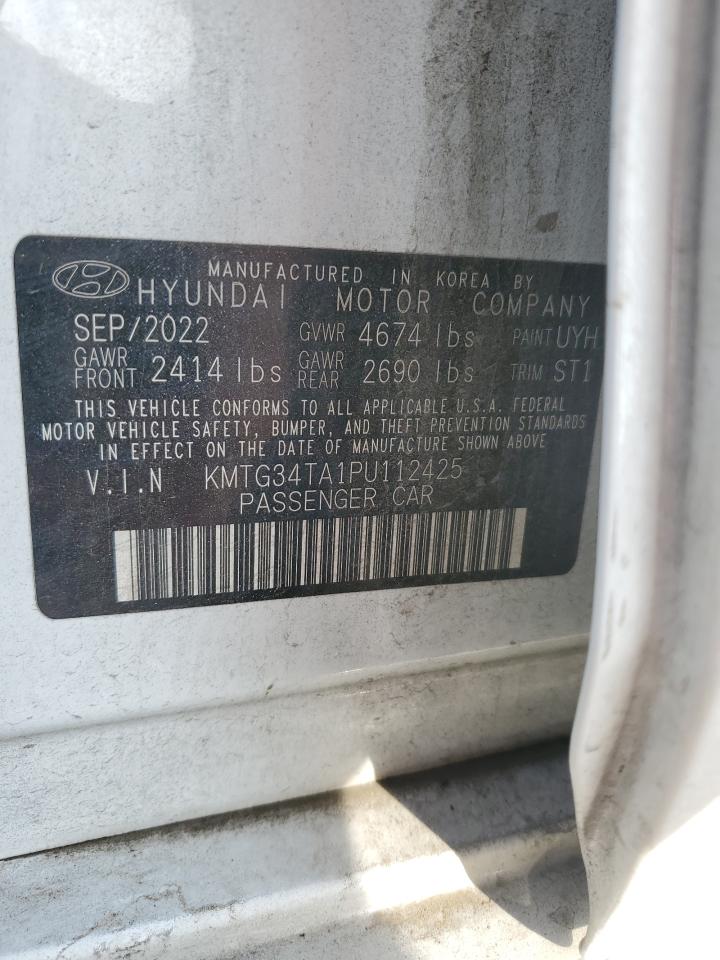 MANUFACTURED IN KOREA BY
HYUNDAI MOTOR COMPANY
SEP/2022 GVWR 4674 lbs PAINT UYH
GAWR FRONT 2414 lbs GAWR REAR 2690 lbs TRIM ST1
THIS VEHICLE CONFORMS TO ALL APPLICABLE U.S.A. FEDERAL
MOTOR VEHICLE SAFETY, BUMPER, AND THEFT PREVENTION STANDARDS
IN EFFECT ON THE DATE OF MANUFACTURE SHOWN ABOVE
V.I.N KMTG34TA1PU112425
PASSENGER CAR